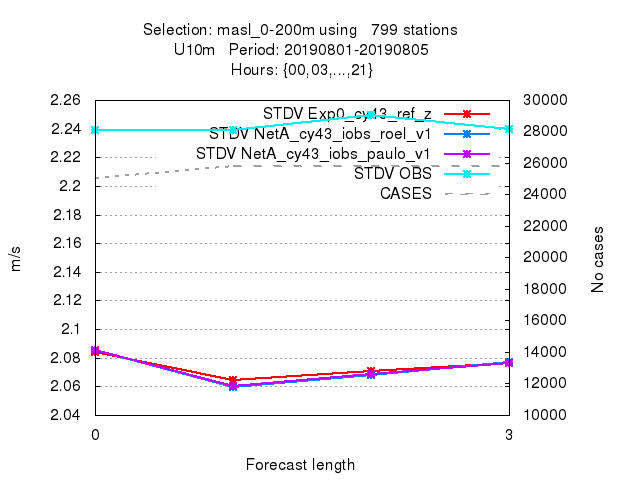 Selection: masl_0-200m using   799 stations
U10m   Period: 20190801-20190805
Hours: {00,03,...,21}
STDV Exp0_cy43_ref_z
STDV NetA_cy43_iobs_roel_v1
STDV NetA_cy43_iobs_paulo_v1
STDV OBS
CASES
2.26
2.24
2.22
2.2
2.18
2.16
2.14
2.12
2.1
2.08
2.06
2.04
m/s
30000
28000
26000
24000
22000
20000
18000
16000
14000
12000
10000
No cases
0
3
Forecast length